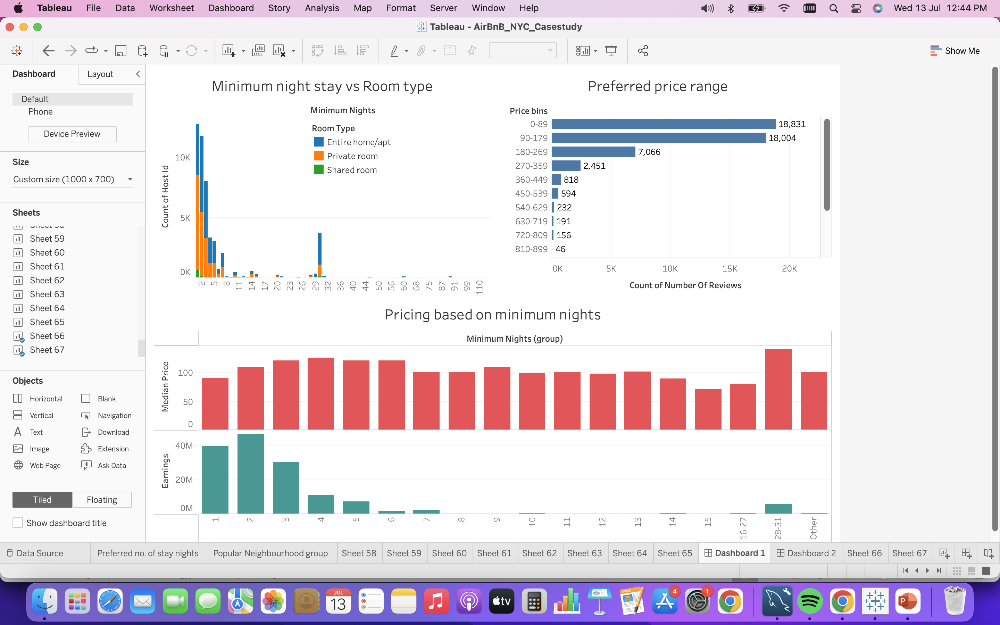 Tableau File Data Worksheet Dashboard Story Analysis Map Format Server Window Help Wed 13 Jul 12:44 PM
Tableau - AirBnB_NYC_Casestudy
Show Me
Dashboard Layout
Default
Phone
Device Preview
Size
Custom size (1000 x 700)
Sheets
Sheet 59
Sheet 60
Sheet 61
Sheet 62
Sheet 63
Sheet 64
Sheet 65
Sheet 66
Sheet 67
Objects
Horizontal Blank
Vertical Navigation
Text Download
Image Extension
Web Page Ask Data
Tiled Floating
Show dashboard title
Minimum night stay vs Room type
Minimum Nights
Room Type
Entire home/apt
Private room
Shared room
Count of Host Id
10K
5K
0K
2 5 8 11 14 17 20 23 26 29 32 36 40 44 50 56 60 68 75 87 91 99 110
Preferred price range
Price bins
0-89 18,831
90-179 18,004
180-269 7,066
270-359 2,451
360-449 818
450-539 594
540-629 232
630-719 191
720-809 156
810-899 46
0K 5K 10K 15K 20K
Count of Number Of Reviews
Pricing based on minimum nights
Minimum Nights (group)
Median Price
100
50
0
Earnings
40M
20M
0M
1 2 3 4 5 6 7 8 9 10 11 12 13 14 15 16-27 28-31 Other
Data Source Preferred no. of stay nights Popular Neighbourhood group Sheet 58 Sheet 59 Sheet 60 Sheet 61 Sheet 62 Sheet 63 Sheet 64 Sheet 65 Dashboard 1 Dashboard 2 Sheet 66 Sheet 67
JUL
13
tv
PAGES
4
1
P